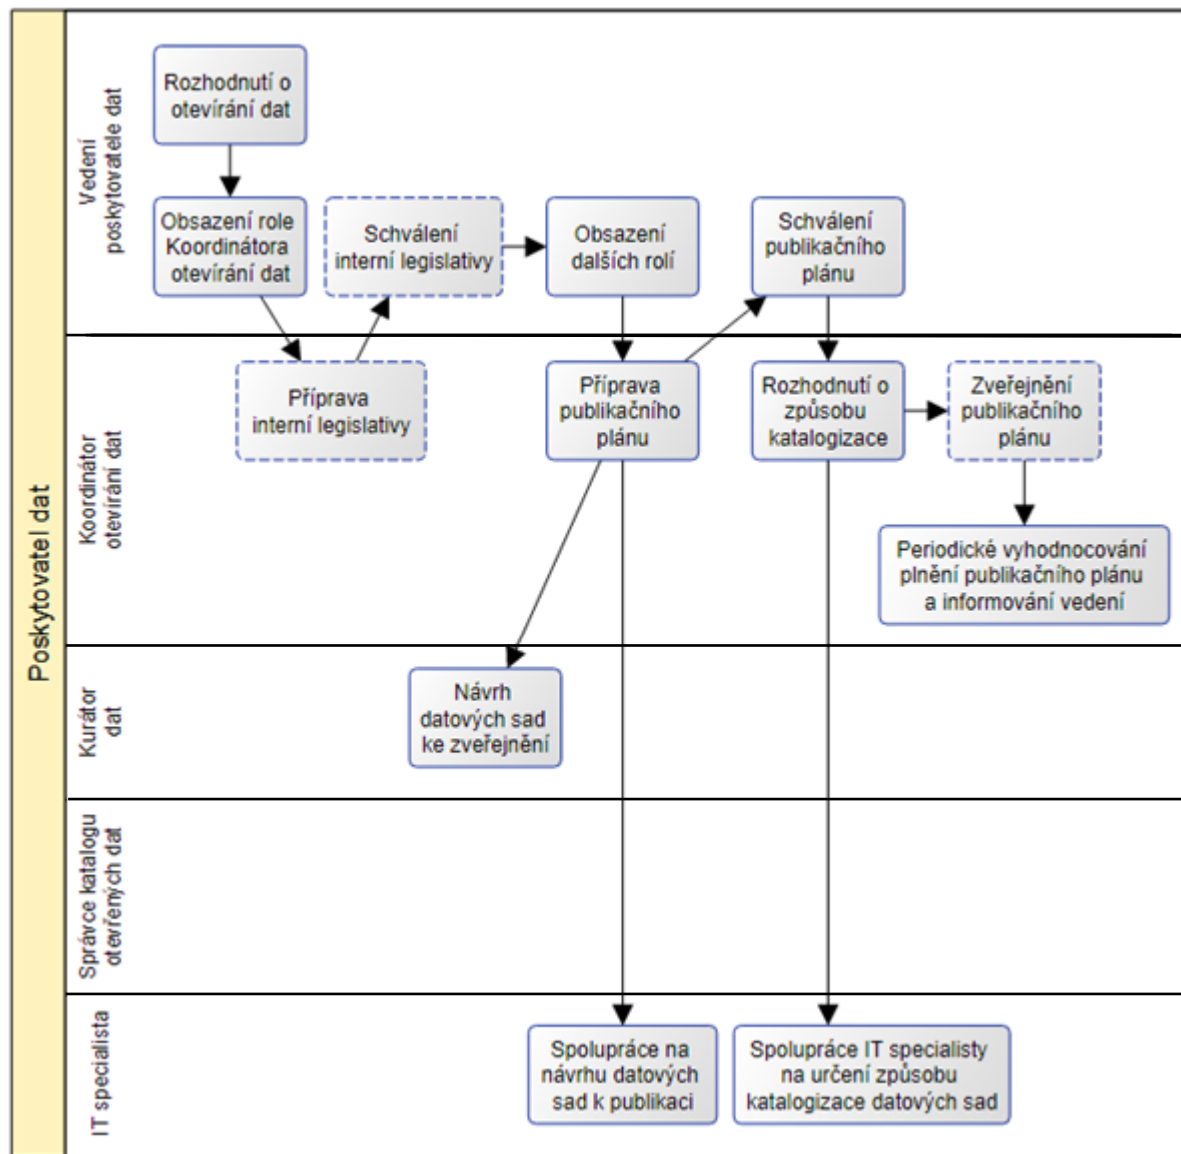 Poskytovatel dat
Vedení
poskytovatele dat
Rozhodnutí o
otevírání dat
Obsazení role
Koordinátora
otevírání dat
Schválení
interní legislativy
Obsazení
dalších rolí
Schválení
publikačního
plánu
Koordinátor
otevírání dat
Příprava
interní legislativy
Příprava
publikačního
plánu
Rozhodnutí o
způsobu
katalogizace
Zveřejnění
publikačního
plánu
Periodické vyhodnocování
plnění publikačního plánu
a informování vedení
Kurátor
dat
Návrh
datových sad
ke zveřejnění
Správce katalogu
otevřených dat
IT specialista
Spolupráce na
návrhu datových
sad k publikaci
Spolupráce IT specialisty
na určení způsobu
katalogizace datových sad